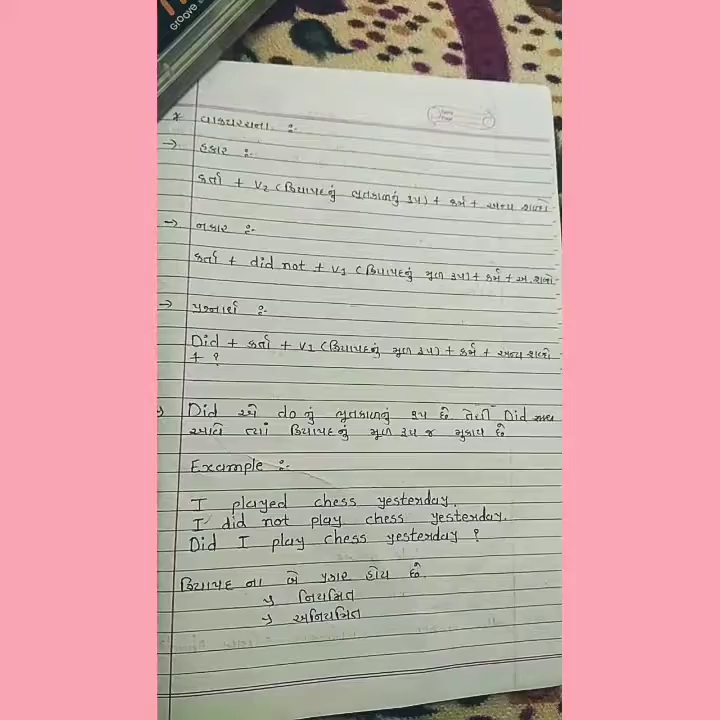 Groove
* વાક્યરચના :-
→ હકાર :-
કર્તા + V2 (ક્રિયાપદનું ભૂતકાળનું રૂપ) + કર્મ + અન્ય શબ્દો
→ નકાર :-
કર્તા + did not + V1 (ક્રિયાપદનું મૂળ રૂપ) + કર્મ + અ. શબ્દો
→ પ્રશ્નાર્થ :-
Did + કર્તા + V1 (ક્રિયાપદનું મૂળ રૂપ) + કર્મ + અન્ય શબ્દો
+ ?
→ Did એ do નું ભૂતકાળનું રૂપ છે તેથી Did
આવે ત્યાં ક્રિયાપદનું મૂળ રૂપ જ મુકાય છે
Example :-
I played chess yesterday.
I did not play chess yesterday.
Did I play chess yesterday ?
ક્રિયાપદ ના બે પ્રકાર હોય છે.
→ નિયમિત
→ અનિયમિત